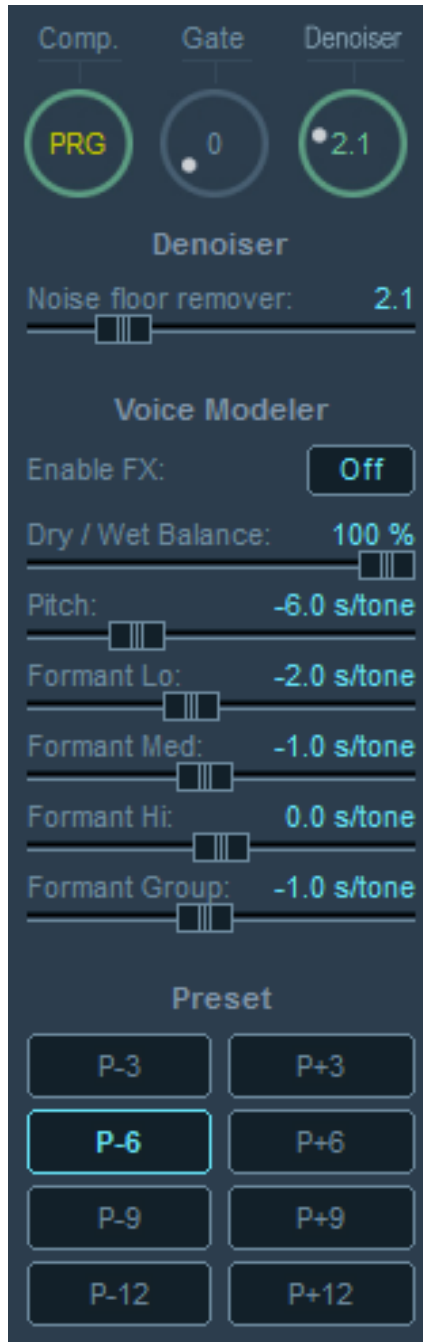 Comp. Gate Denoiser
PRG 0 2.1
Denoiser
Noise floor remover: 2.1
Voice Modeler
Enable FX: Off
Dry / Wet Balance: 100 %
Pitch: -6.0 s/tone
Formant Lo: -2.0 s/tone
Formant Med: -1.0 s/tone
Formant Hi: 0.0 s/tone
Formant Group: -1.0 s/tone
Preset
P-3 P+3
P-6 P+6
P-9 P+9
P-12 P+12